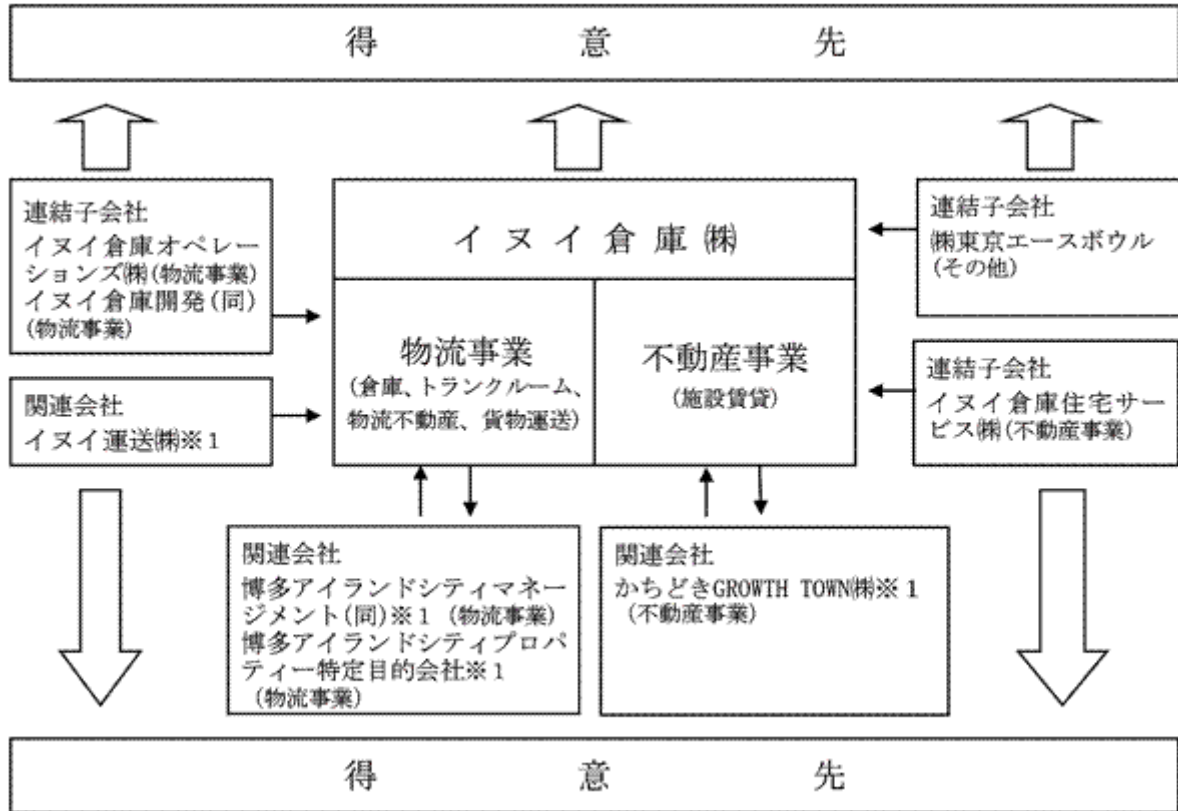 得意先
連結子会社
イヌイ倉庫オペレー
ションズ㈱(物流事業)
イヌイ倉庫開発(同)
(物流事業)
関連会社
イヌイ運送㈱※1
イヌイ倉庫㈱
物流事業
(倉庫、トランクルーム、
物流不動産、貨物運送)
不動産事業
(施設賃貸)
連結子会社
㈱東京エースボウル
(その他)
連結子会社
イヌイ倉庫住宅サー
ビス㈱(不動産事業)
関連会社
博多アイランドシティマネー
ジメント(同)※1 (物流事業)
博多アイランドシティプロパ
ティー特定目的会社※1
(物流事業)
関連会社
かちどきGROWTH TOWN㈱※1
(不動産事業)
得意先